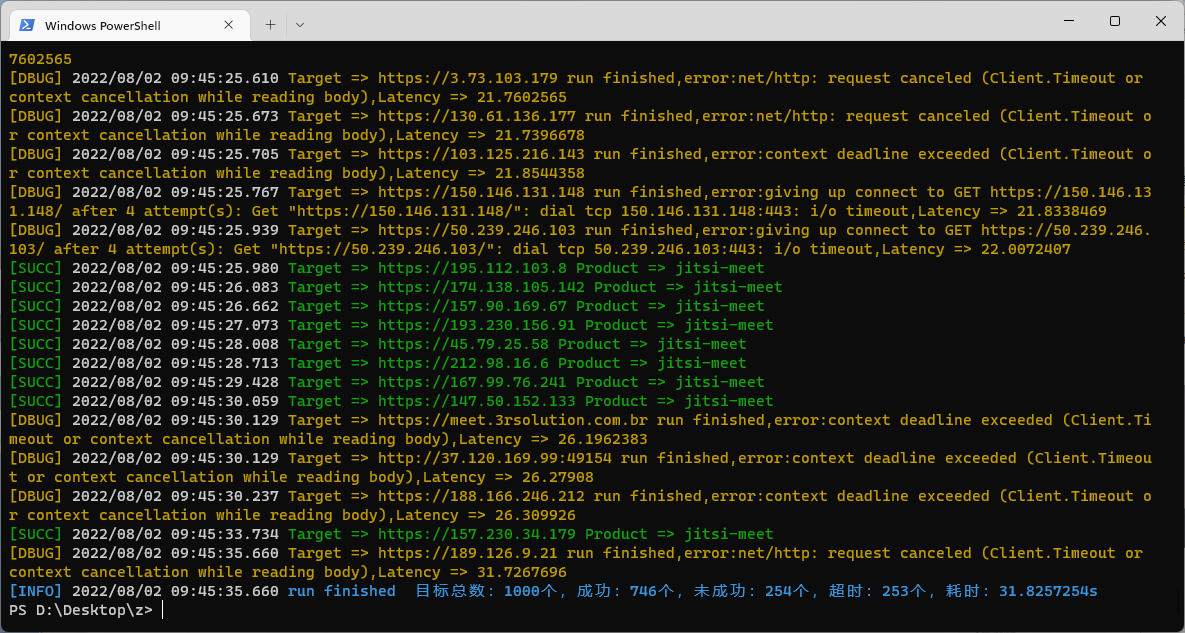 Windows PowerShell
7602565
[DBUG] 2022/08/02 09:45:25.610 Target => https://3.73.103.179 run finished,error:net/http: request canceled (Client.Timeout or
context cancellation while reading body),Latency => 21.7602565
[DBUG] 2022/08/02 09:45:25.673 Target => https://130.61.136.177 run finished,error:net/http: request canceled (Client.Timeout o
r context cancellation while reading body),Latency => 21.7396678
[DBUG] 2022/08/02 09:45:25.705 Target => https://103.125.216.143 run finished,error:context deadline exceeded (Client.Timeout o
r context cancellation while reading body),Latency => 21.8544358
[DBUG] 2022/08/02 09:45:25.767 Target => https://150.146.131.148 run finished,error:giving up connect to GET https://150.146.13
1.148/ after 4 attempt(s): Get "https://150.146.131.148/": dial tcp 150.146.131.148:443: i/o timeout,Latency => 21.8338469
[DBUG] 2022/08/02 09:45:25.939 Target => https://50.239.246.103 run finished,error:giving up connect to GET https://50.239.246.
103/ after 4 attempt(s): Get "https://50.239.246.103/": dial tcp 50.239.246.103:443: i/o timeout,Latency => 22.0072407
[SUCC] 2022/08/02 09:45:25.980 Target => https://195.112.103.8 Product => jitsi-meet
[SUCC] 2022/08/02 09:45:26.083 Target => https://174.138.105.142 Product => jitsi-meet
[SUCC] 2022/08/02 09:45:26.662 Target => https://157.90.169.67 Product => jitsi-meet
[SUCC] 2022/08/02 09:45:27.073 Target => https://193.230.156.91 Product => jitsi-meet
[SUCC] 2022/08/02 09:45:28.008 Target => https://45.79.25.58 Product => jitsi-meet
[SUCC] 2022/08/02 09:45:28.713 Target => https://212.98.16.6 Product => jitsi-meet
[SUCC] 2022/08/02 09:45:29.428 Target => https://167.99.76.241 Product => jitsi-meet
[SUCC] 2022/08/02 09:45:30.059 Target => https://147.50.152.133 Product => jitsi-meet
[DBUG] 2022/08/02 09:45:30.129 Target => https://meet.3rsolution.com.br run finished,error:context deadline exceeded (Client.Ti
meout or context cancellation while reading body),Latency => 26.1962383
[DBUG] 2022/08/02 09:45:30.129 Target => http://37.120.169.99:49154 run finished,error:context deadline exceeded (Client.Timeou
t or context cancellation while reading body),Latency => 26.27908
[DBUG] 2022/08/02 09:45:30.237 Target => https://188.166.246.212 run finished,error:context deadline exceeded (Client.Timeout o
r context cancellation while reading body),Latency => 26.309926
[SUCC] 2022/08/02 09:45:33.734 Target => https://157.230.34.179 Product => jitsi-meet
[DBUG] 2022/08/02 09:45:35.660 Target => https://189.126.9.21 run finished,error:net/http: request canceled (Client.Timeout or
context cancellation while reading body),Latency => 31.7267696
[INFO] 2022/08/02 09:45:35.660 run finished  目标总数: 1000个, 成功: 746个, 未成功: 254个, 超时: 253个, 耗时: 31.8257254s
PS D:\Desktop\z>